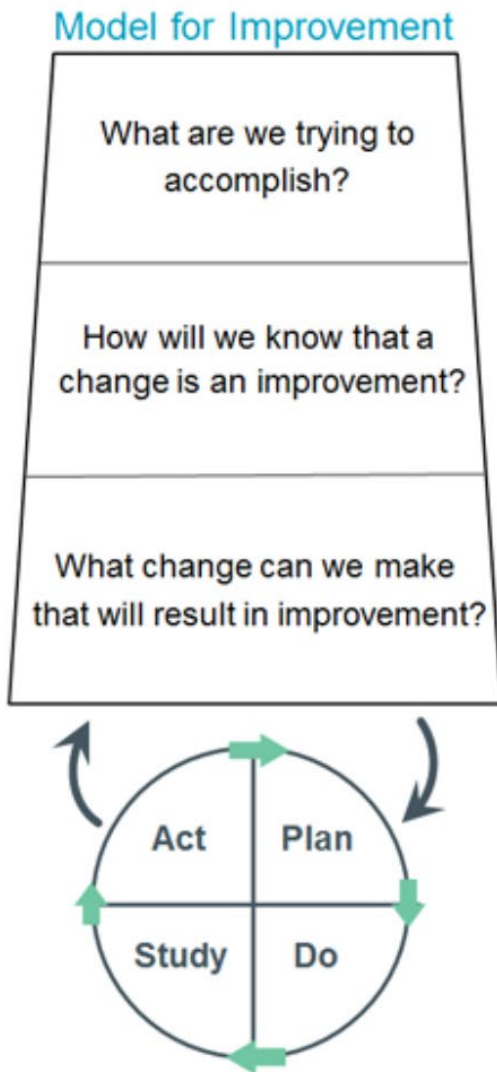 Model for Improvement
What are we trying to
accomplish?
How will we know that a
change is an improvement?
What change can we make
that will result in improvement?
Act
Plan
Study
Do